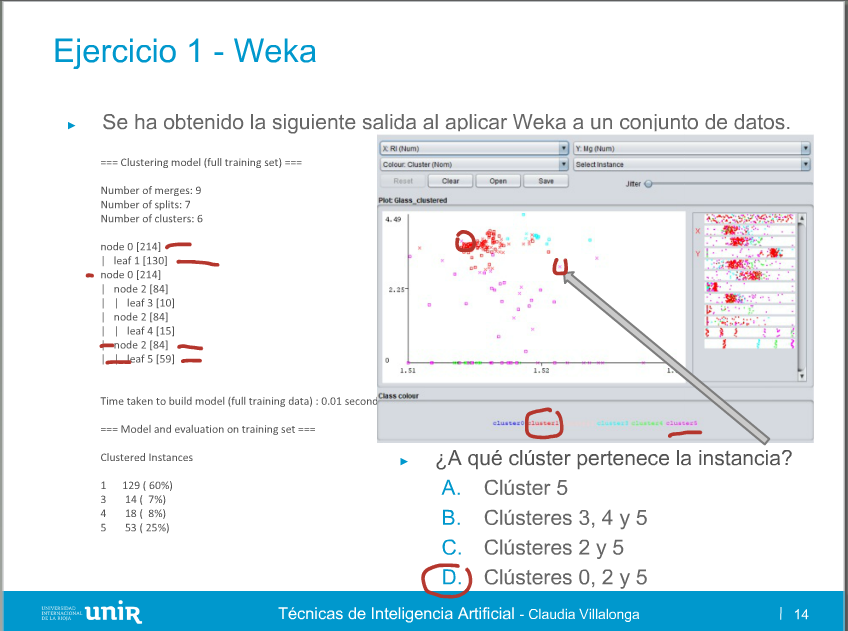 Ejercicio 1 - Weka
► Se ha obtenido la siguiente salida al aplicar Weka a un conjunto de datos.
=== Clustering model (full training set) ===
Number of merges: 9
Number of splits: 7
Number of clusters: 6
node 0 [214]
| leaf 1 [130]
node 0 [214]
| node 2 [84]
| | leaf 3 [10]
| node 2 [84]
| | leaf 4 [15]
| node 2 [84]
| | leaf 5 [59]
Time taken to build model (full training data) : 0.01 second
=== Model and evaluation on training set ===
Clustered Instances
1 129 ( 60%)
3 14 ( 7%)
4 18 ( 8%)
5 53 ( 25%)
X: RI (Num) Y: Mg (Num)
Colour: Cluster (Nom) Select Instance
Reset Clear Open Save Jitter
Plot: Glass_clustered
4.49
2.25
0
1.51 1.52 1.
X
Y
Class colour
cluster0 cluster1 cluster3 cluster4 cluster5
► ¿A qué clúster pertenece la instancia?
A. Clúster 5
B. Clústeres 3, 4 y 5
C. Clústeres 2 y 5
D. Clústeres 0, 2 y 5
UNIVERSIDAD
INTERNACIONAL
DE LA RIOJA
unir
Técnicas de Inteligencia Artificial - Claudia Villalonga
| 14